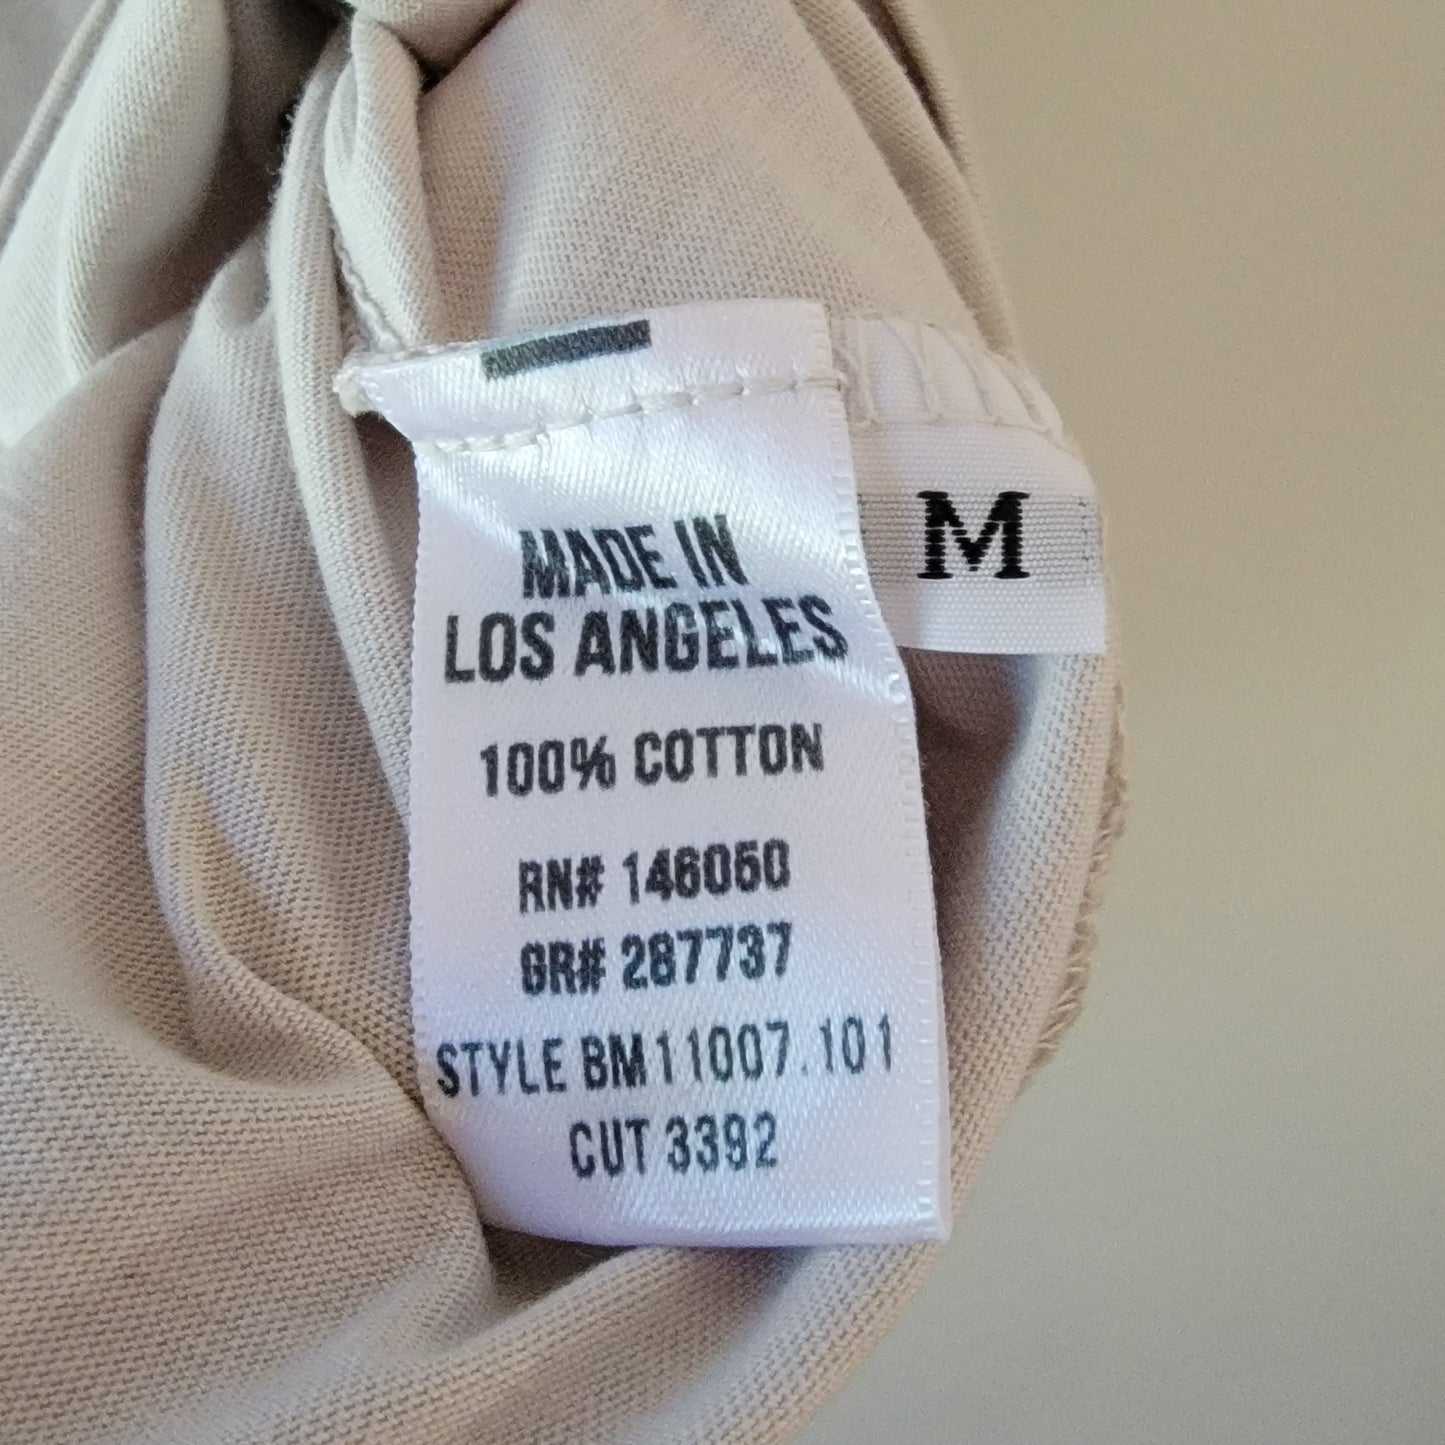 MADE IN
LOS ANGELES
100% COTTON
RN# 146050
GR# 287737
STYLE BM11007.101
CUT 3392
M